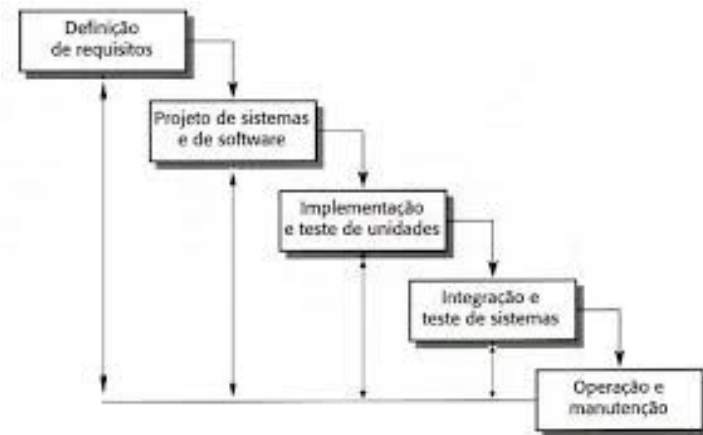 Definição
de requisitos
Projeto de sistemas
e de software
Implementação
e teste de unidades
Integração e
teste de sistemas
Operação e
manutenção